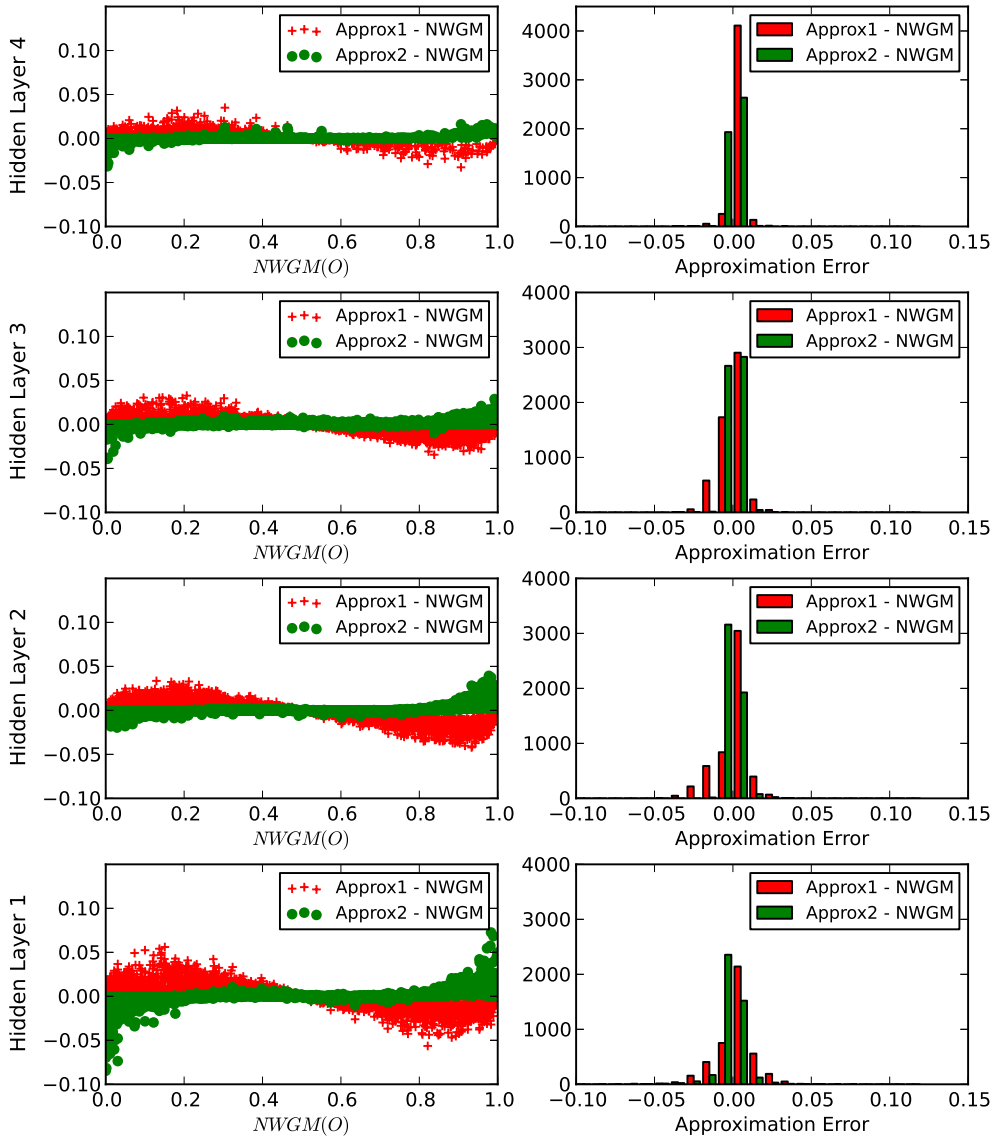 Hidden Layer 4
0.15
0.10
0.05
0.00
−0.05
−0.10
0.0 0.2 0.4 0.6 0.8 1.0
NWGM(O)
Approx1 - NWGM
Approx2 - NWGM
4000
3000
2000
1000
0
−0.10 −0.05 0.00 0.05 0.10 0.15
Approximation Error
Approx1 - NWGM
Approx2 - NWGM
Hidden Layer 3
0.10
0.05
0.00
−0.05
−0.10
0.0 0.2 0.4 0.6 0.8 1.0
NWGM(O)
Approx1 - NWGM
Approx2 - NWGM
4000
3000
2000
1000
0
−0.10 −0.05 0.00 0.05 0.10 0.15
Approximation Error
Approx1 - NWGM
Approx2 - NWGM
Hidden Layer 2
0.10
0.05
0.00
−0.05
−0.10
0.0 0.2 0.4 0.6 0.8 1.0
NWGM(O)
Approx1 - NWGM
Approx2 - NWGM
4000
3000
2000
1000
0
−0.10 −0.05 0.00 0.05 0.10 0.15
Approximation Error
Approx1 - NWGM
Approx2 - NWGM
Hidden Layer 1
0.10
0.05
0.00
−0.05
−0.10
0.0 0.2 0.4 0.6 0.8 1.0
NWGM(O)
Approx1 - NWGM
Approx2 - NWGM
4000
3000
2000
1000
0
−0.10 −0.05 0.00 0.05 0.10 0.15
Approximation Error
Approx1 - NWGM
Approx2 - NWGM